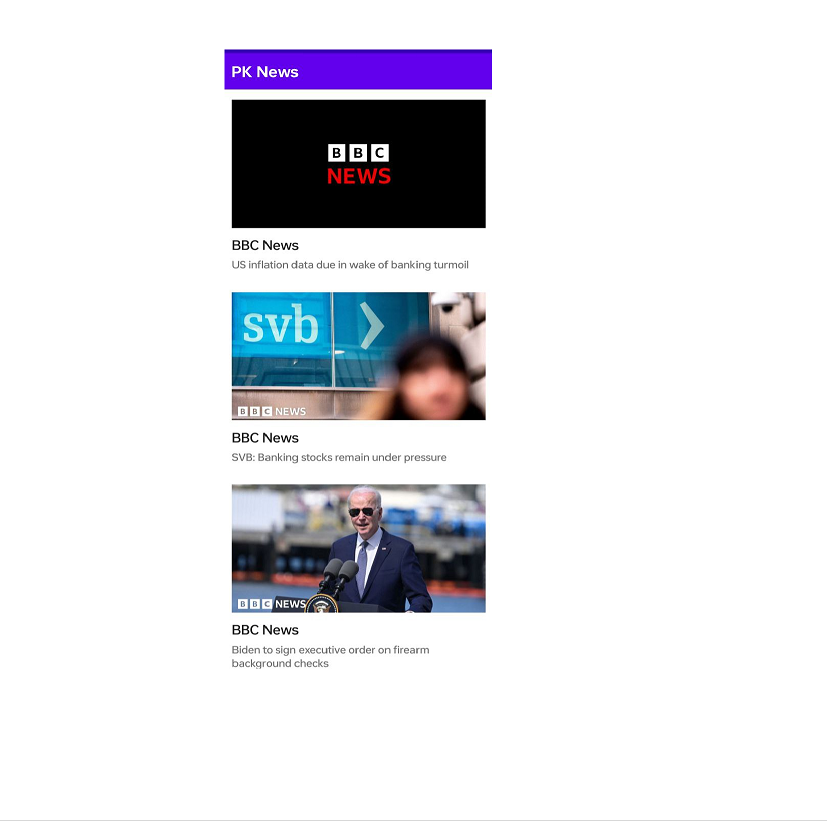 PK News
BBC
NEWS
BBC News
US inflation data due in wake of banking turmoil
svb
BBC NEWS
BBC News
SVB: Banking stocks remain under pressure
BBC NEWS
BBC News
Biden to sign executive order on firearm
background checks